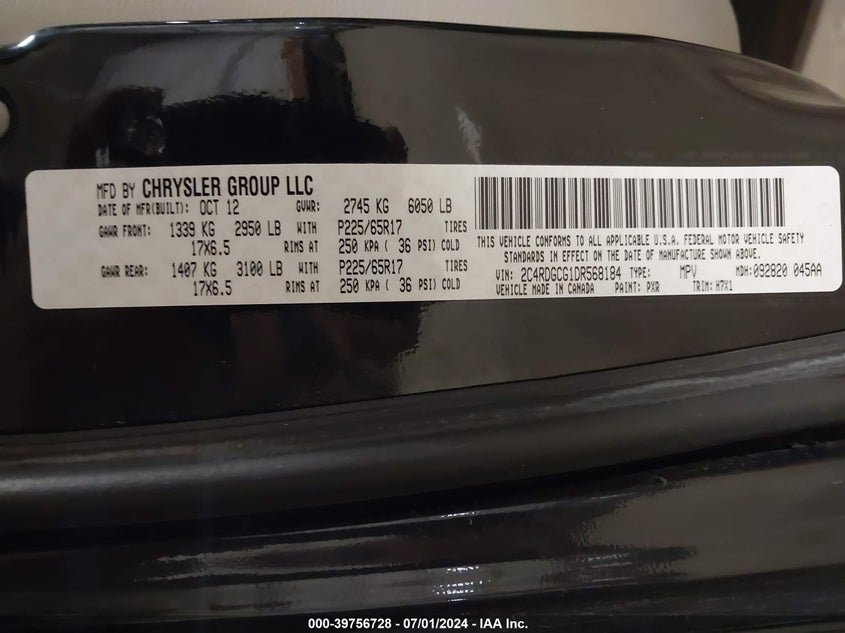 MFD BY CHRYSLER GROUP LLC
DATE OF MFR(BUILT): OCT 12 GVWR: 2745 KG 6050 LB
GAWR FRONT: 1339 KG 2950 LB WITH P225/65R17 TIRES
17X6.5 RIMS AT 250 KPA ( 36 PSI) COLD
GAWR REAR: 1407 KG 3100 LB WITH P225/65R17 TIRES
17X6.5 RIMS AT 250 KPA ( 36 PSI) COLD
THIS VEHICLE CONFORMS TO ALL APPLICABLE U.S.A. FEDERAL MOTOR VEHICLE SAFETY
STANDARDS IN EFFECT ON THE DATE OF MANUFACTURE SHOWN ABOVE.
VIN: 2C4RDGCG1DR568184 TYPE: MPV MDH: 092820 045AA
VEHICLE MADE IN CANADA PAINT: PXR TRIM: H7X1
000-39756728 - 07/01/2024 - IAA Inc.